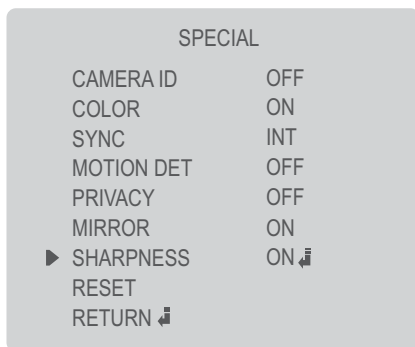 SPECIAL
CAMERA ID OFF
COLOR ON
SYNC INT
MOTION DET OFF
PRIVACY OFF
MIRROR ON
SHARPNESS ON
RESET
RETURN